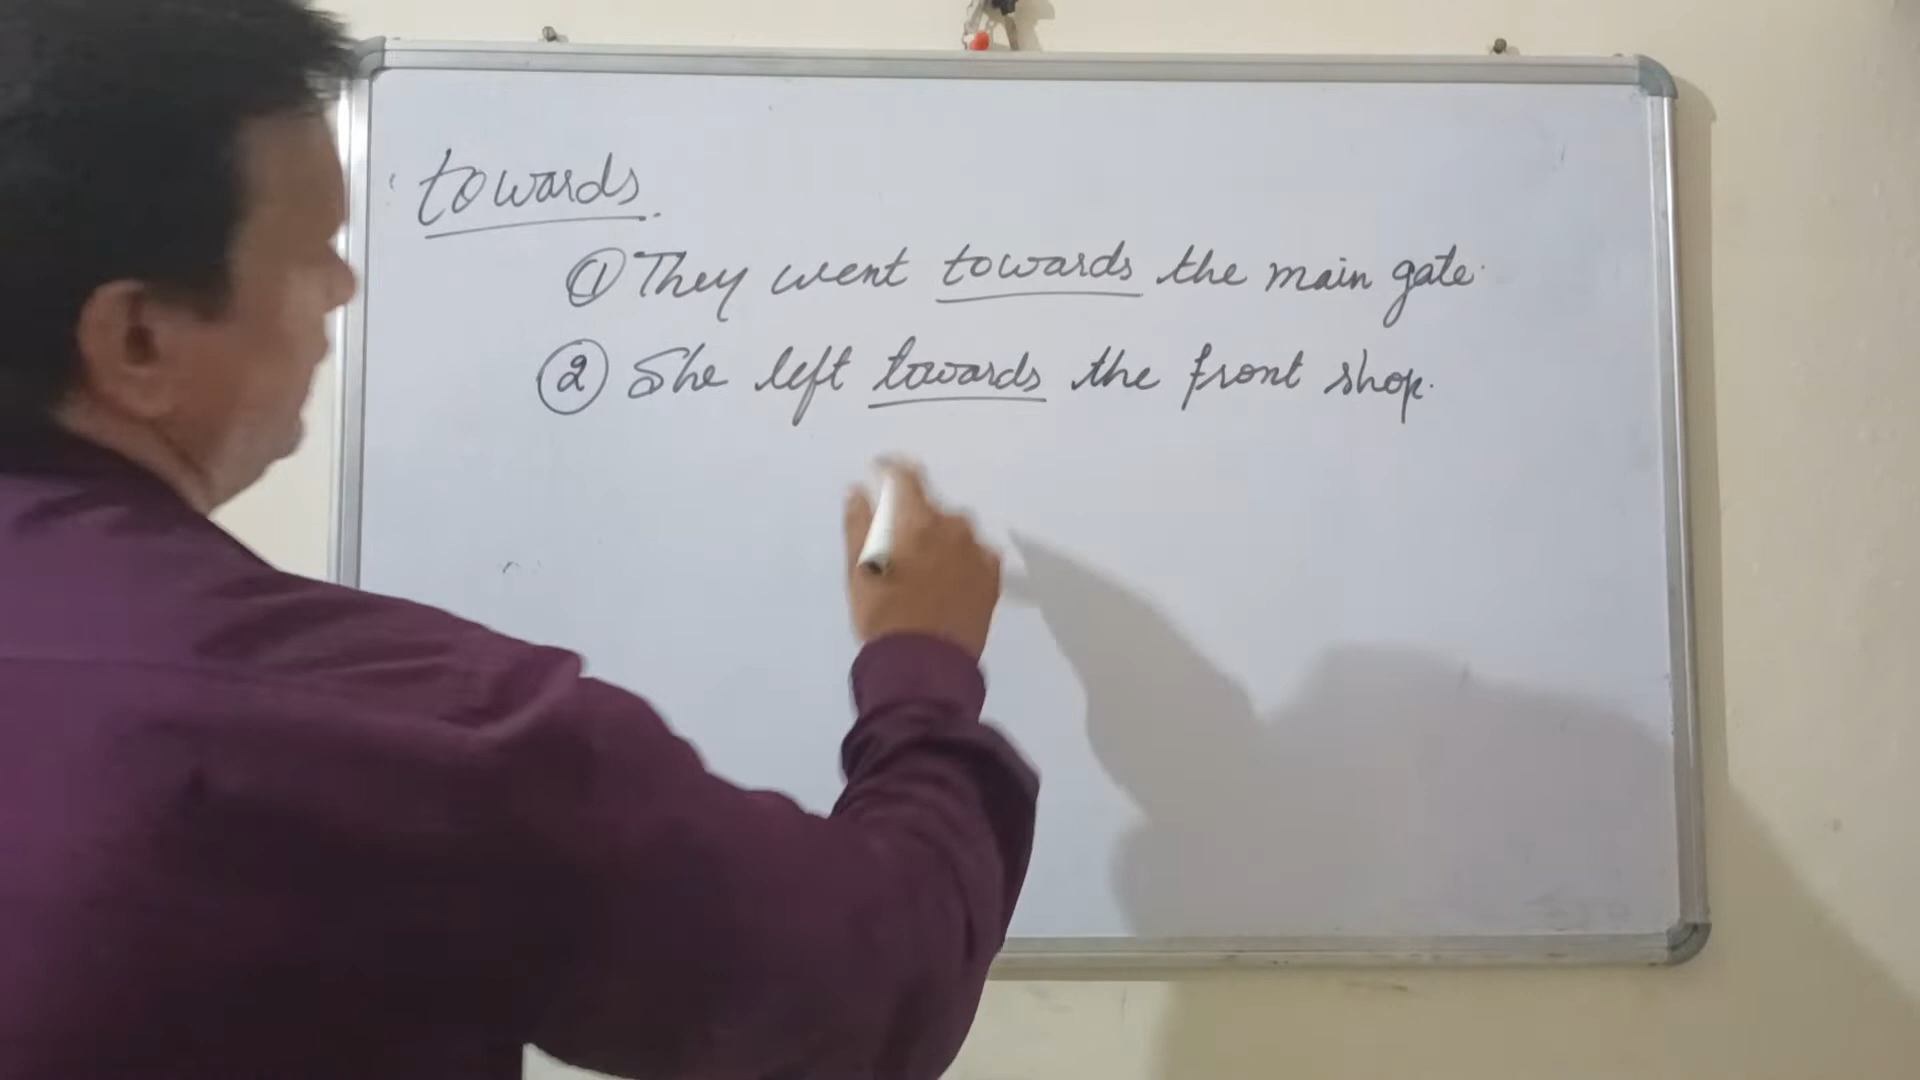 towards.
① They went towards the main gate.
② She left towards the front shop.